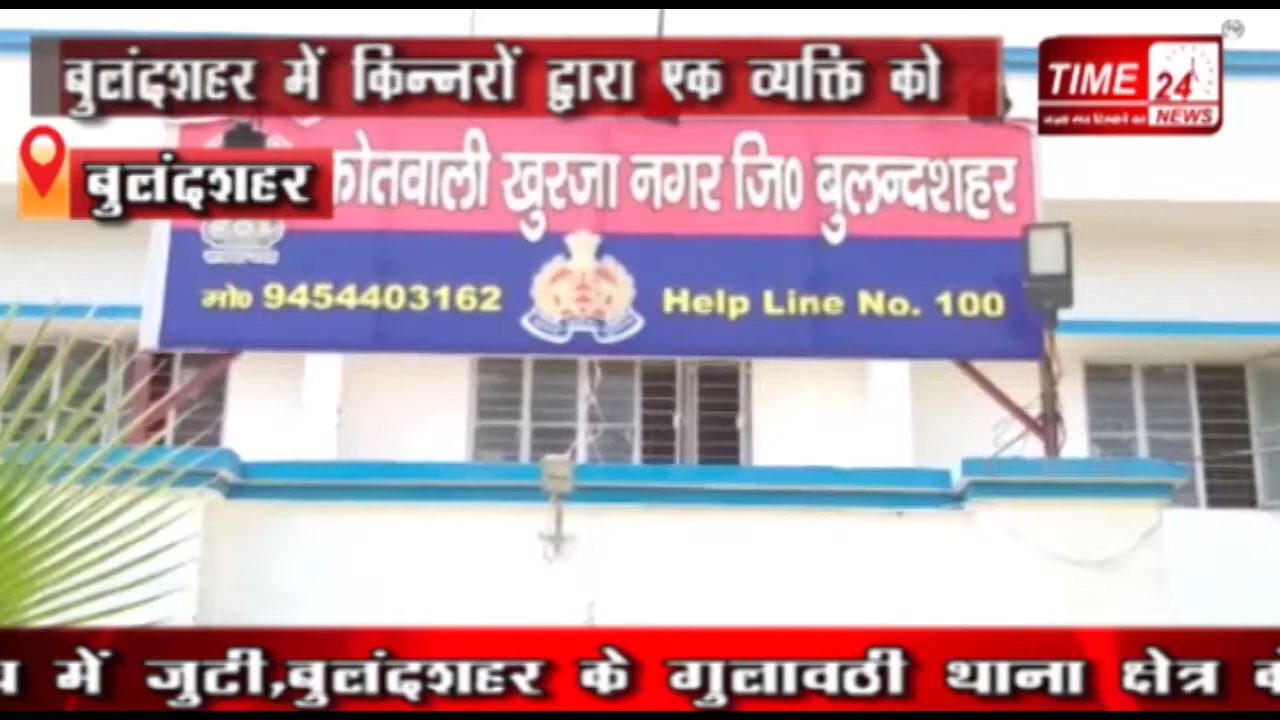 बुलंदशहर में किन्नरों द्वारा एक व्यक्ति को
TIME 24 NEWS
बुलंदशहर
कोतवाली खुरजा नगर जि० बुलन्दशहर
मो० 9454403162
Help Line No. 100
में जुटी,बुलंदशहर के गुलावठी थाना क्षेत्र